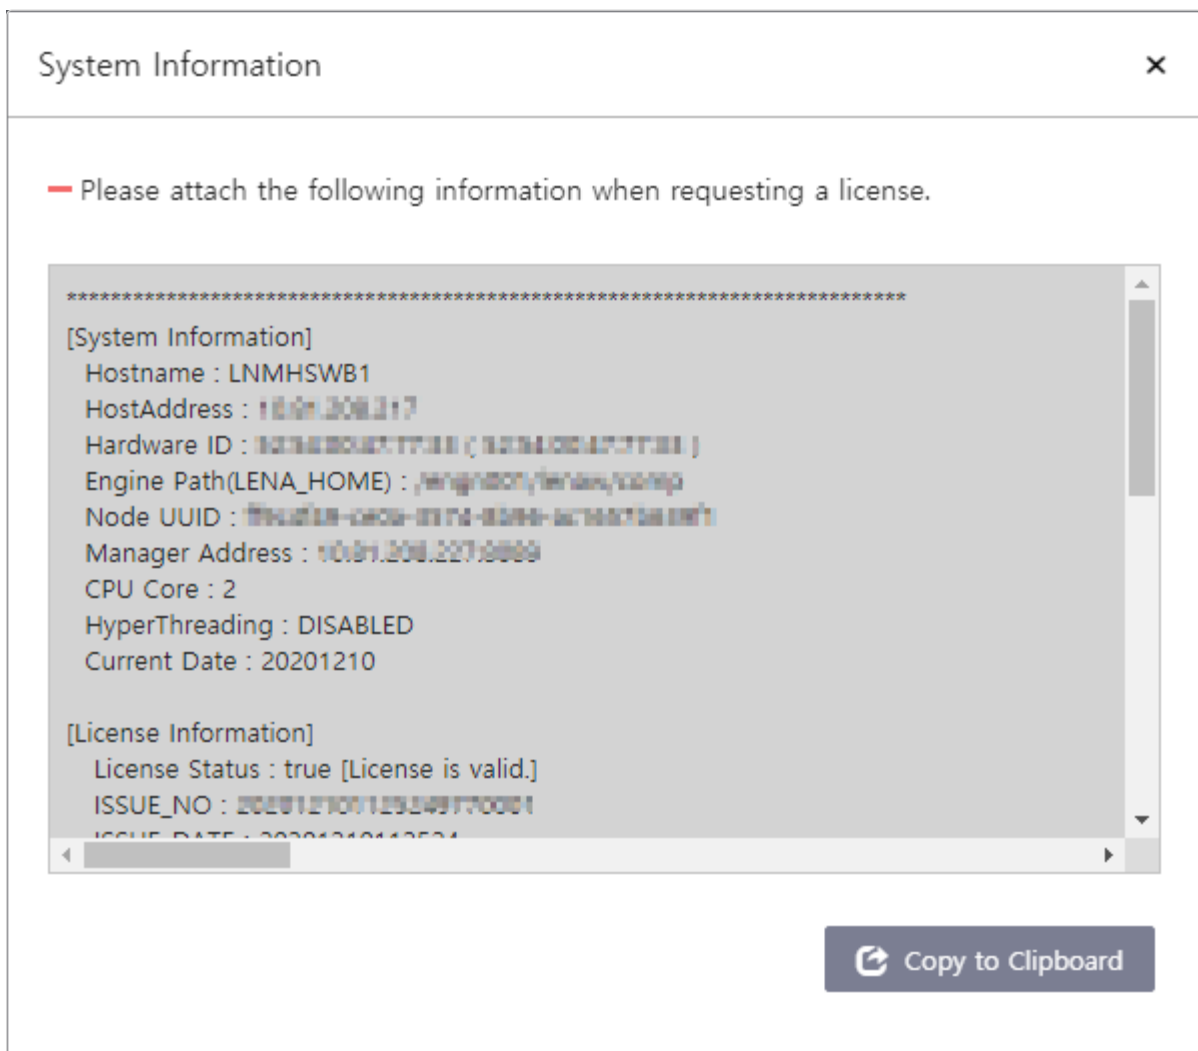 System Information
Please attach the following information when requesting a license.
****************************************************************************
[System Information]
Hostname : LNMHSWB1
HostAddress :
Hardware ID :
Engine Path(LENA_HOME) :
Node UUID :
Manager Address :
CPU Core : 2
HyperThreading : DISABLED
Current Date : 20201210
[License Information]
License Status : true [License is valid.]
ISSUE_NO :
ISSUE_DATE :
Copy to Clipboard